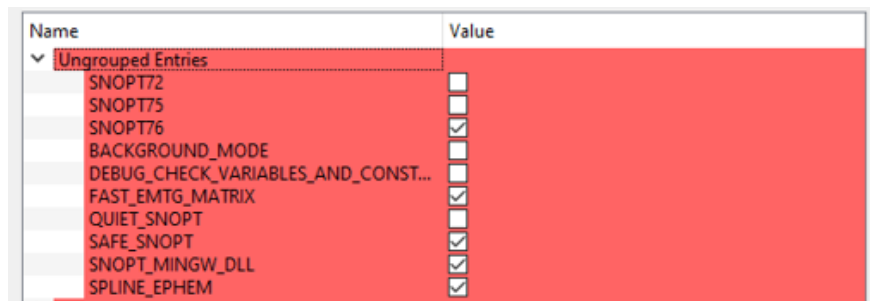 Name Value
Ungrouped Entries
SNOPT72
SNOPT75
SNOPT76
BACKGROUND_MODE
DEBUG_CHECK_VARIABLES_AND_CONST...
FAST_EMTG_MATRIX
QUIET_SNOPT
SAFE_SNOPT
SNOPT_MINGW_DLL
SPLINE_EPHEM